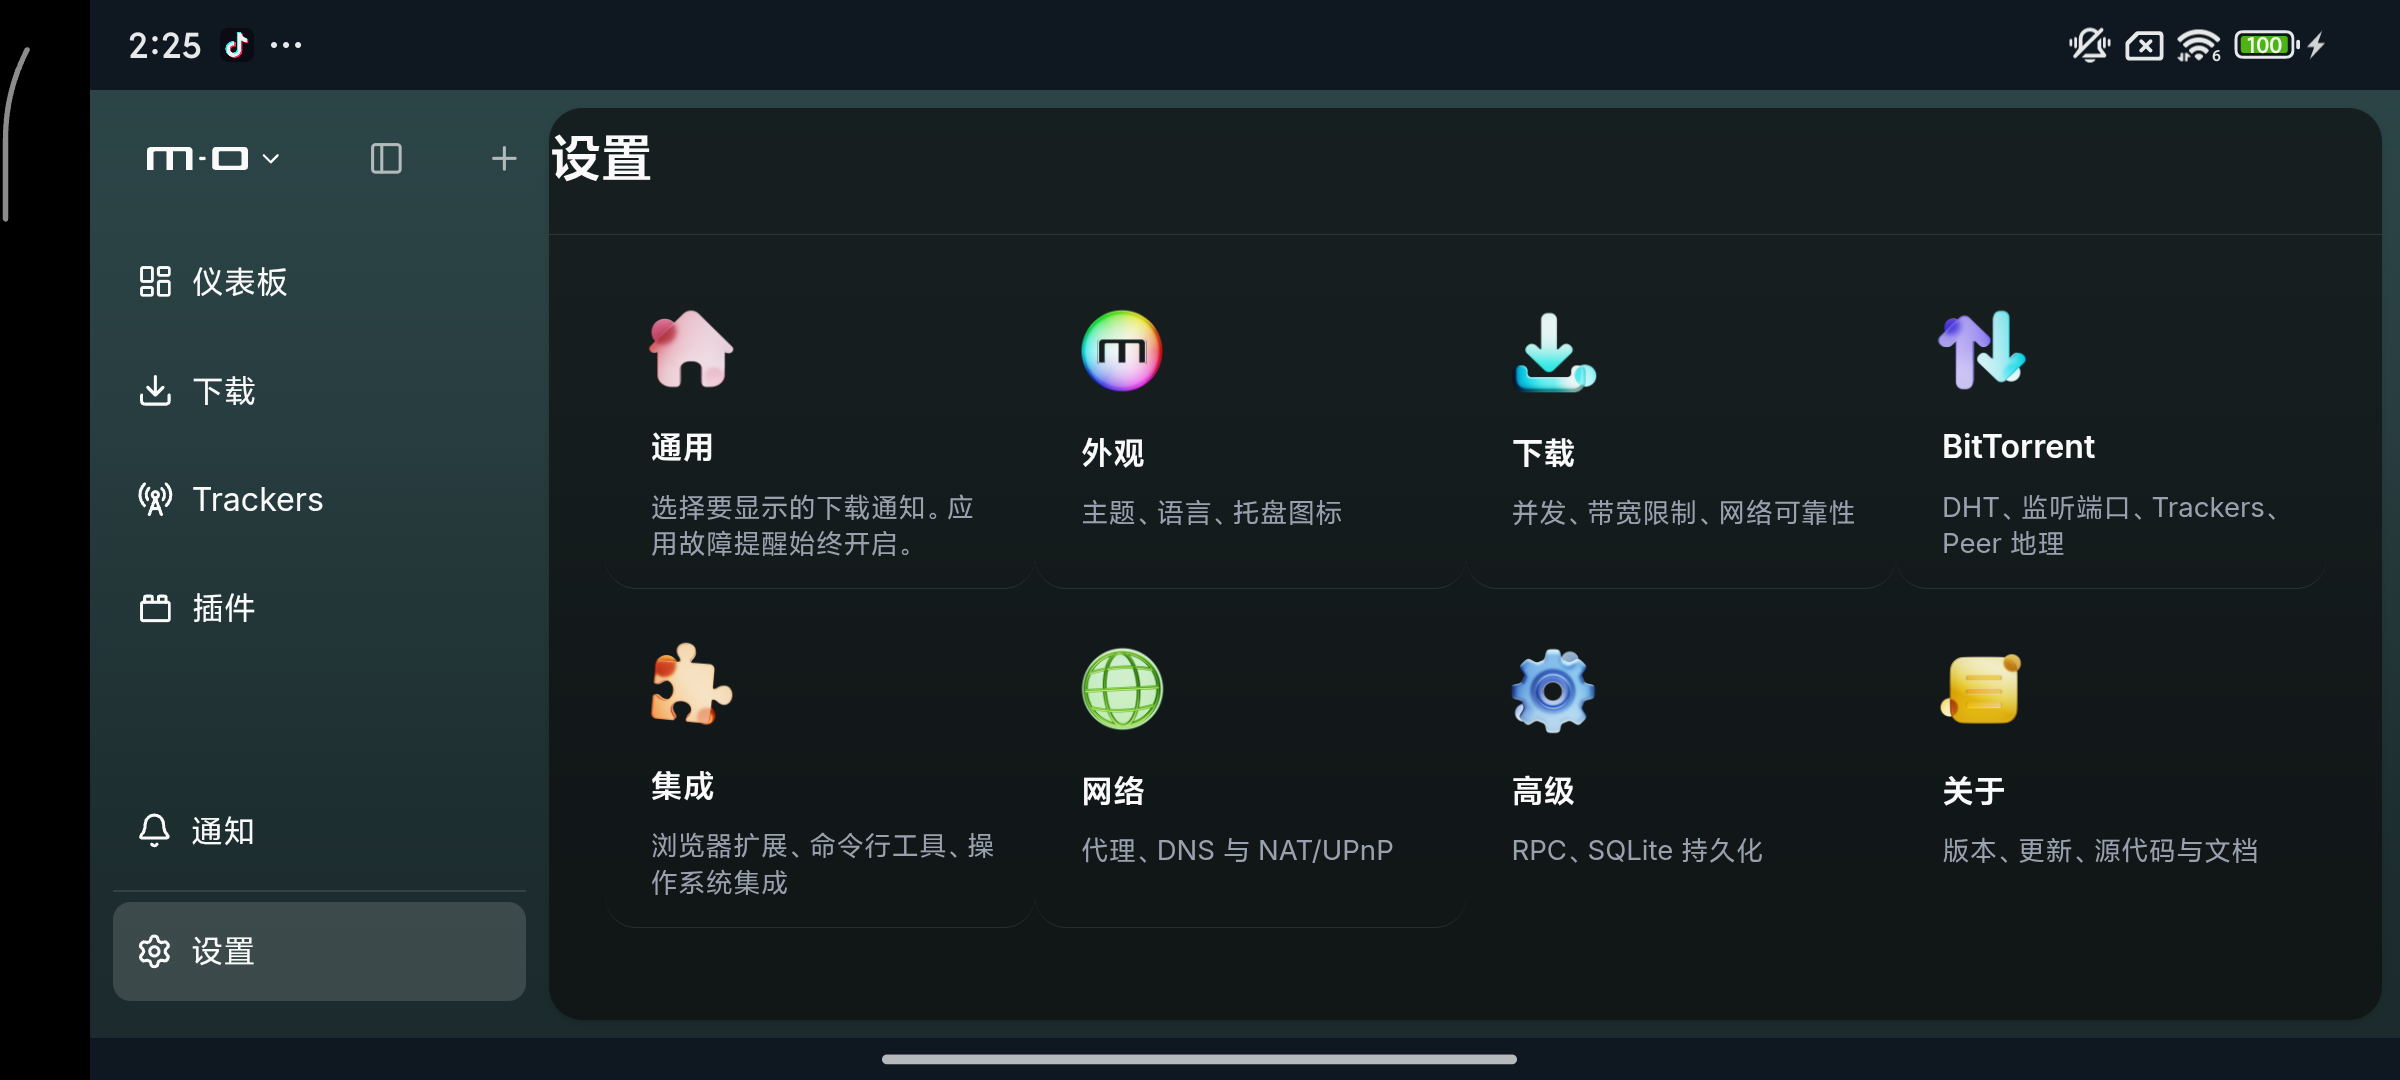 2:25
6
100
m-o
设置
仪表板
下载
Trackers
插件
通知
设置
m
通用
选择要显示的下载通知。应
用故障提醒始终开启。
外观
主题、语言、托盘图标
下载
并发、带宽限制、网络可靠性
BitTorrent
DHT、监听端口、Trackers、
Peer 地理
集成
浏览器扩展、命令行工具、操
作系统集成
网络
代理、DNS 与 NAT/UPnP
高级
RPC、SQLite 持久化
关于
版本、更新、源代码与文档